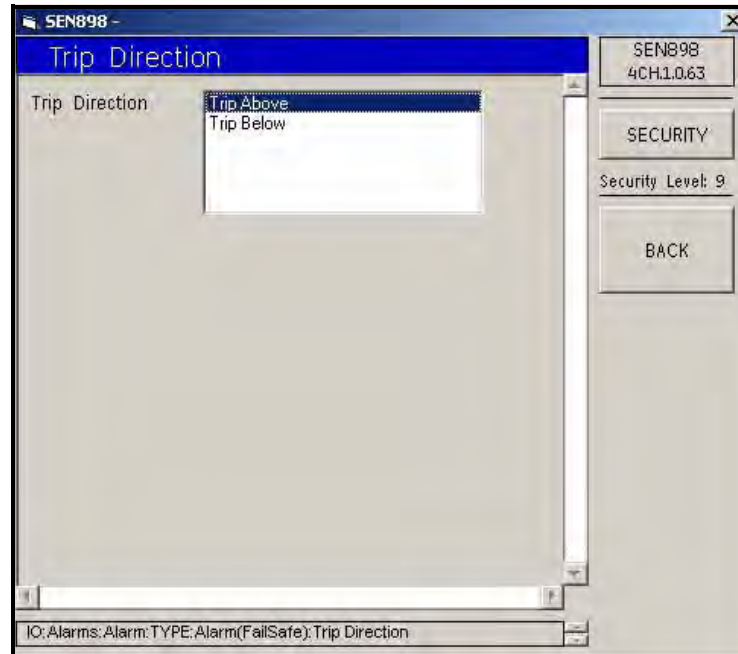 SEN898 -
Trip Direction
Trip Direction
Trip Above
Trip Below
SEN898
4CH.1.0.63
SECURITY
Security Level: 9
BACK
IO:Alarms:Alarm:TYPE:Alarm(FailSafe):Trip Direction